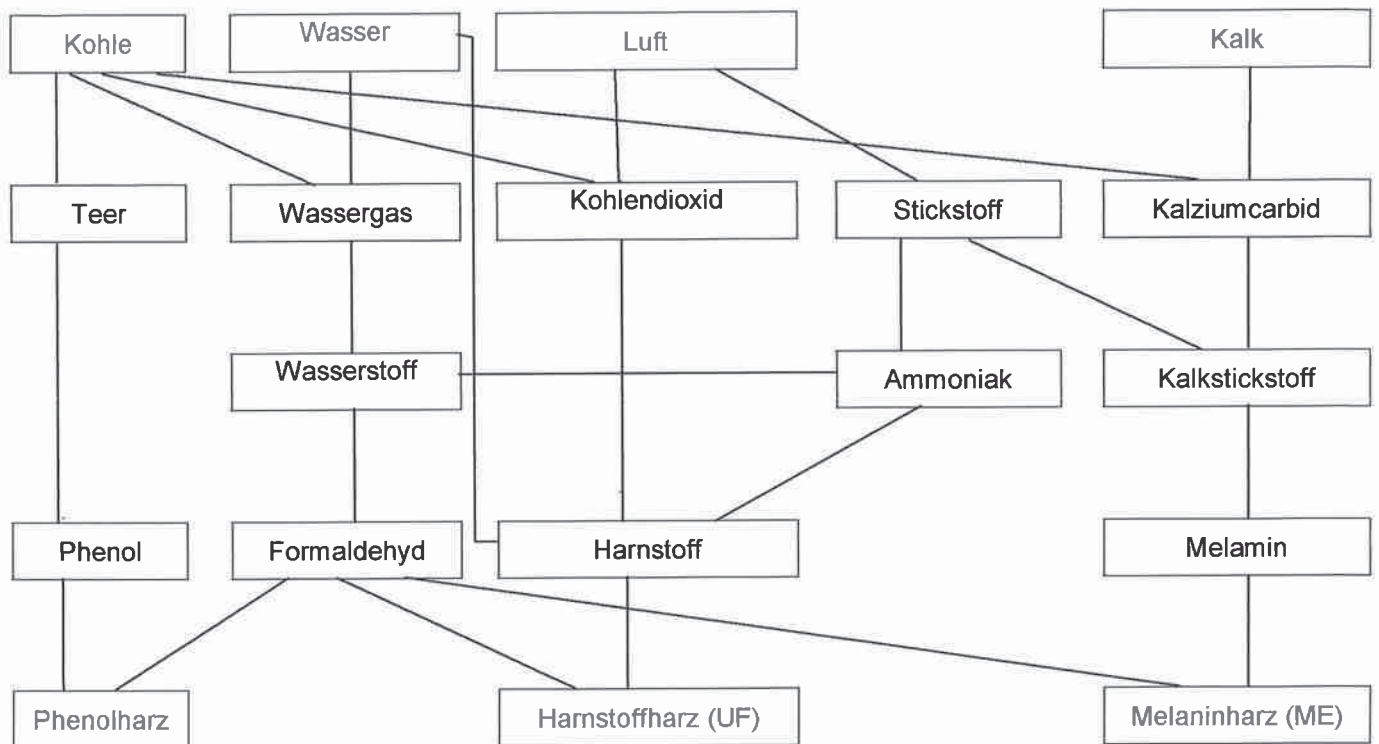 Kohle
Wasser
Luft
Kalk
Teer
Wassergas
Kohlendioxid
Stickstoff
Kalziumcarbid
Wasserstoff
Ammoniak
Kalkstickstoff
Phenol
Formaldehyd
Harnstoff
Melamin
Phenolharz
Harnstoffharz (UF)
Melaninharz (ME)